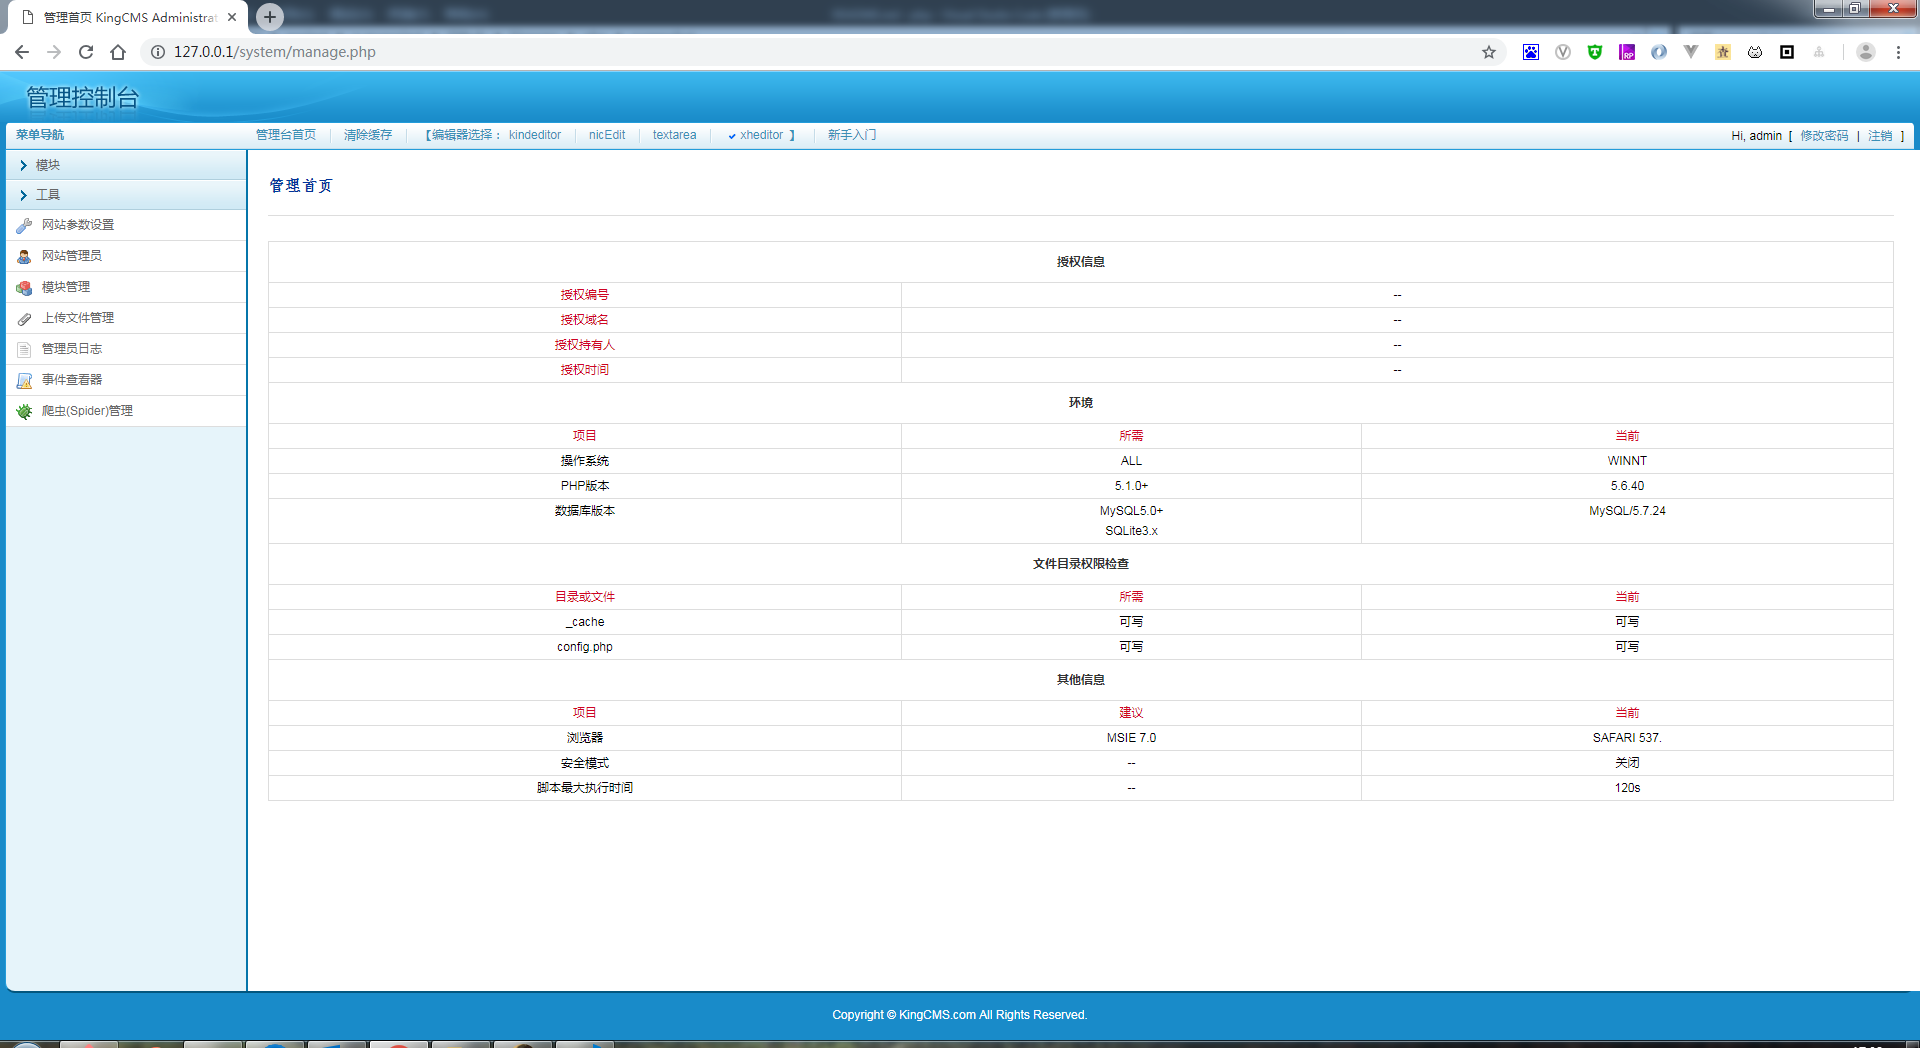 管理首页 KingCMS Administrat
127.0.0.1/system/manage.php
管理控制台
菜单导航 管理台首页 清除缓存 【编辑器选择： kindeditor nicEdit textarea xheditor 】 新手入门 Hi, admin [ 修改密码 | 注销 ]
模块
工具
网站参数设置
网站管理员
模块管理
上传文件管理
管理员日志
事件查看器
爬虫(Spider)管理
管理首页
授权信息
授权编号 --
授权域名 --
授权持有人 --
授权时间 --
环境
项目 所需 当前
操作系统 ALL WINNT
PHP版本 5.1.0+ 5.6.40
数据库版本 MySQL5.0+ MySQL/5.7.24
SQLite3.x
文件目录权限检查
目录或文件 所需 当前
_cache 可写 可写
config.php 可写 可写
其他信息
项目 建议 当前
浏览器 MSIE 7.0 SAFARI 537.
安全模式 -- 关闭
脚本最大执行时间 -- 120s
Copyright © KingCMS.com All Rights Reserved.